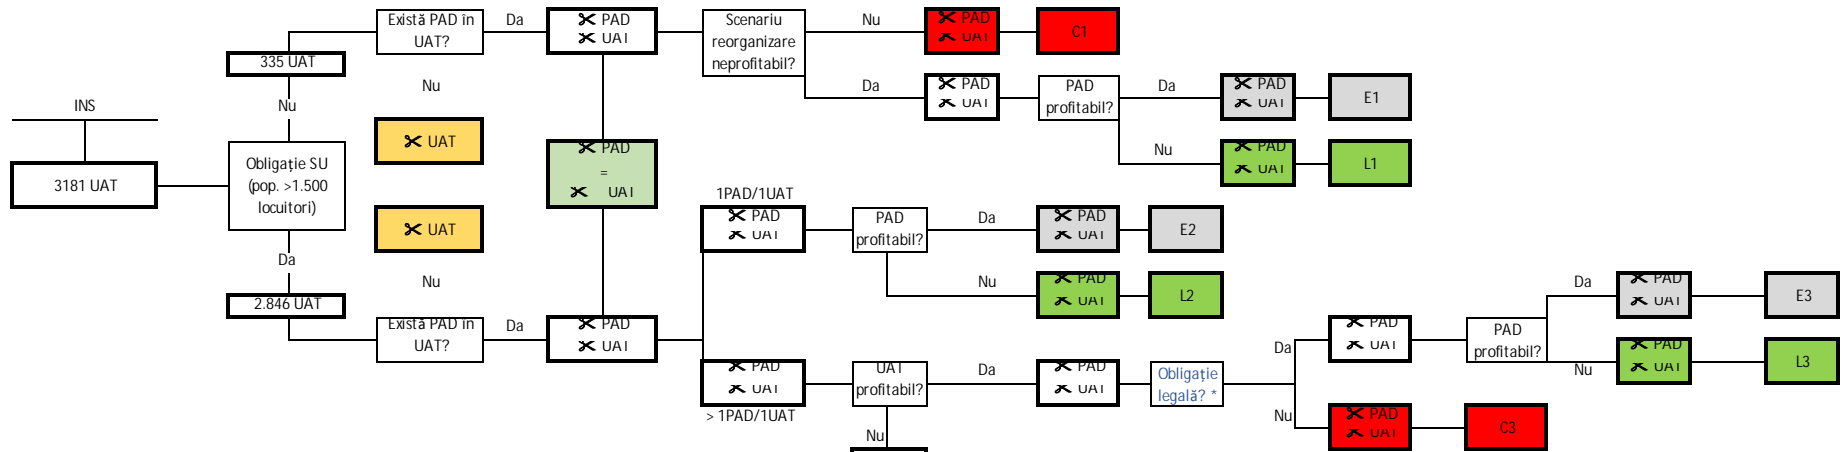 Există PAD în
UAT?
Da
✂ PAD
✂ UAT
Scenariu
reorganizare
neprofitabil?
Nu
✂ PAD
✂ UAT
C1
335 UAT
Nu
Da
✂ PAD
✂ UAT
PAD
profitabil?
Da
✂ PAD
✂ UAT
E1
INS
Nu
✂ UAT
✂ PAD
=
✂ UAT
Nu
✂ PAD
✂ UAT
L1
3181 UAT
Obligație SU
(pop. >1.500
locuitori)
✂ UAT
1PAD/1UAT
✂ PAD
✂ UAT
PAD
profitabil?
Da
✂ PAD
✂ UAT
E2
Da
Nu
Nu
✂ PAD
✂ UAT
L2
2.846 UAT
Există PAD în
UAT?
Da
✂ PAD
✂ UAT
Da
✂ PAD
✂ UAT
PAD
profitabil?
Da
✂ PAD
✂ UAT
E3
Nu
✂ PAD
✂ UAT
L3
✂ PAD
✂ UAT
> 1PAD/1UAT
UAT
profitabil?
Da
✂ PAD
✂ UAT
Obligație
legală? *
Nu
Nu
✂ PAD
✂ UAT
C3